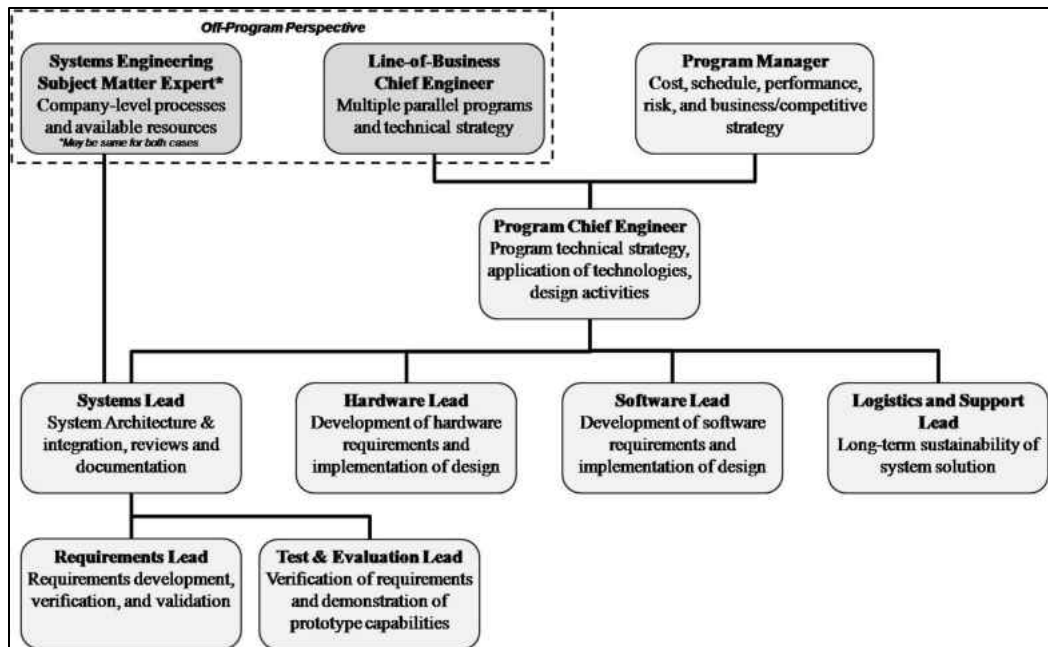 Off-Program Perspective
Systems Engineering
Subject Matter Expert*
Company-level processes
and available resources
*May be same for both cases
Line-of-Business
Chief Engineer
Multiple parallel programs
and technical strategy
Program Manager
Cost, schedule, performance,
risk, and business/competitive
strategy
Program Chief Engineer
Program technical strategy,
application of technologies,
design activities
Systems Lead
System Architecture &
integration, reviews and
documentation
Hardware Lead
Development of hardware
requirements and
implementation of design
Software Lead
Development of software
requirements and
implementation of design
Logistics and Support
Lead
Long-term sustainability of
system solution
Requirements Lead
Requirements development,
verification, and validation
Test & Evaluation Lead
Verification of requirements
and demonstration of
prototype capabilities